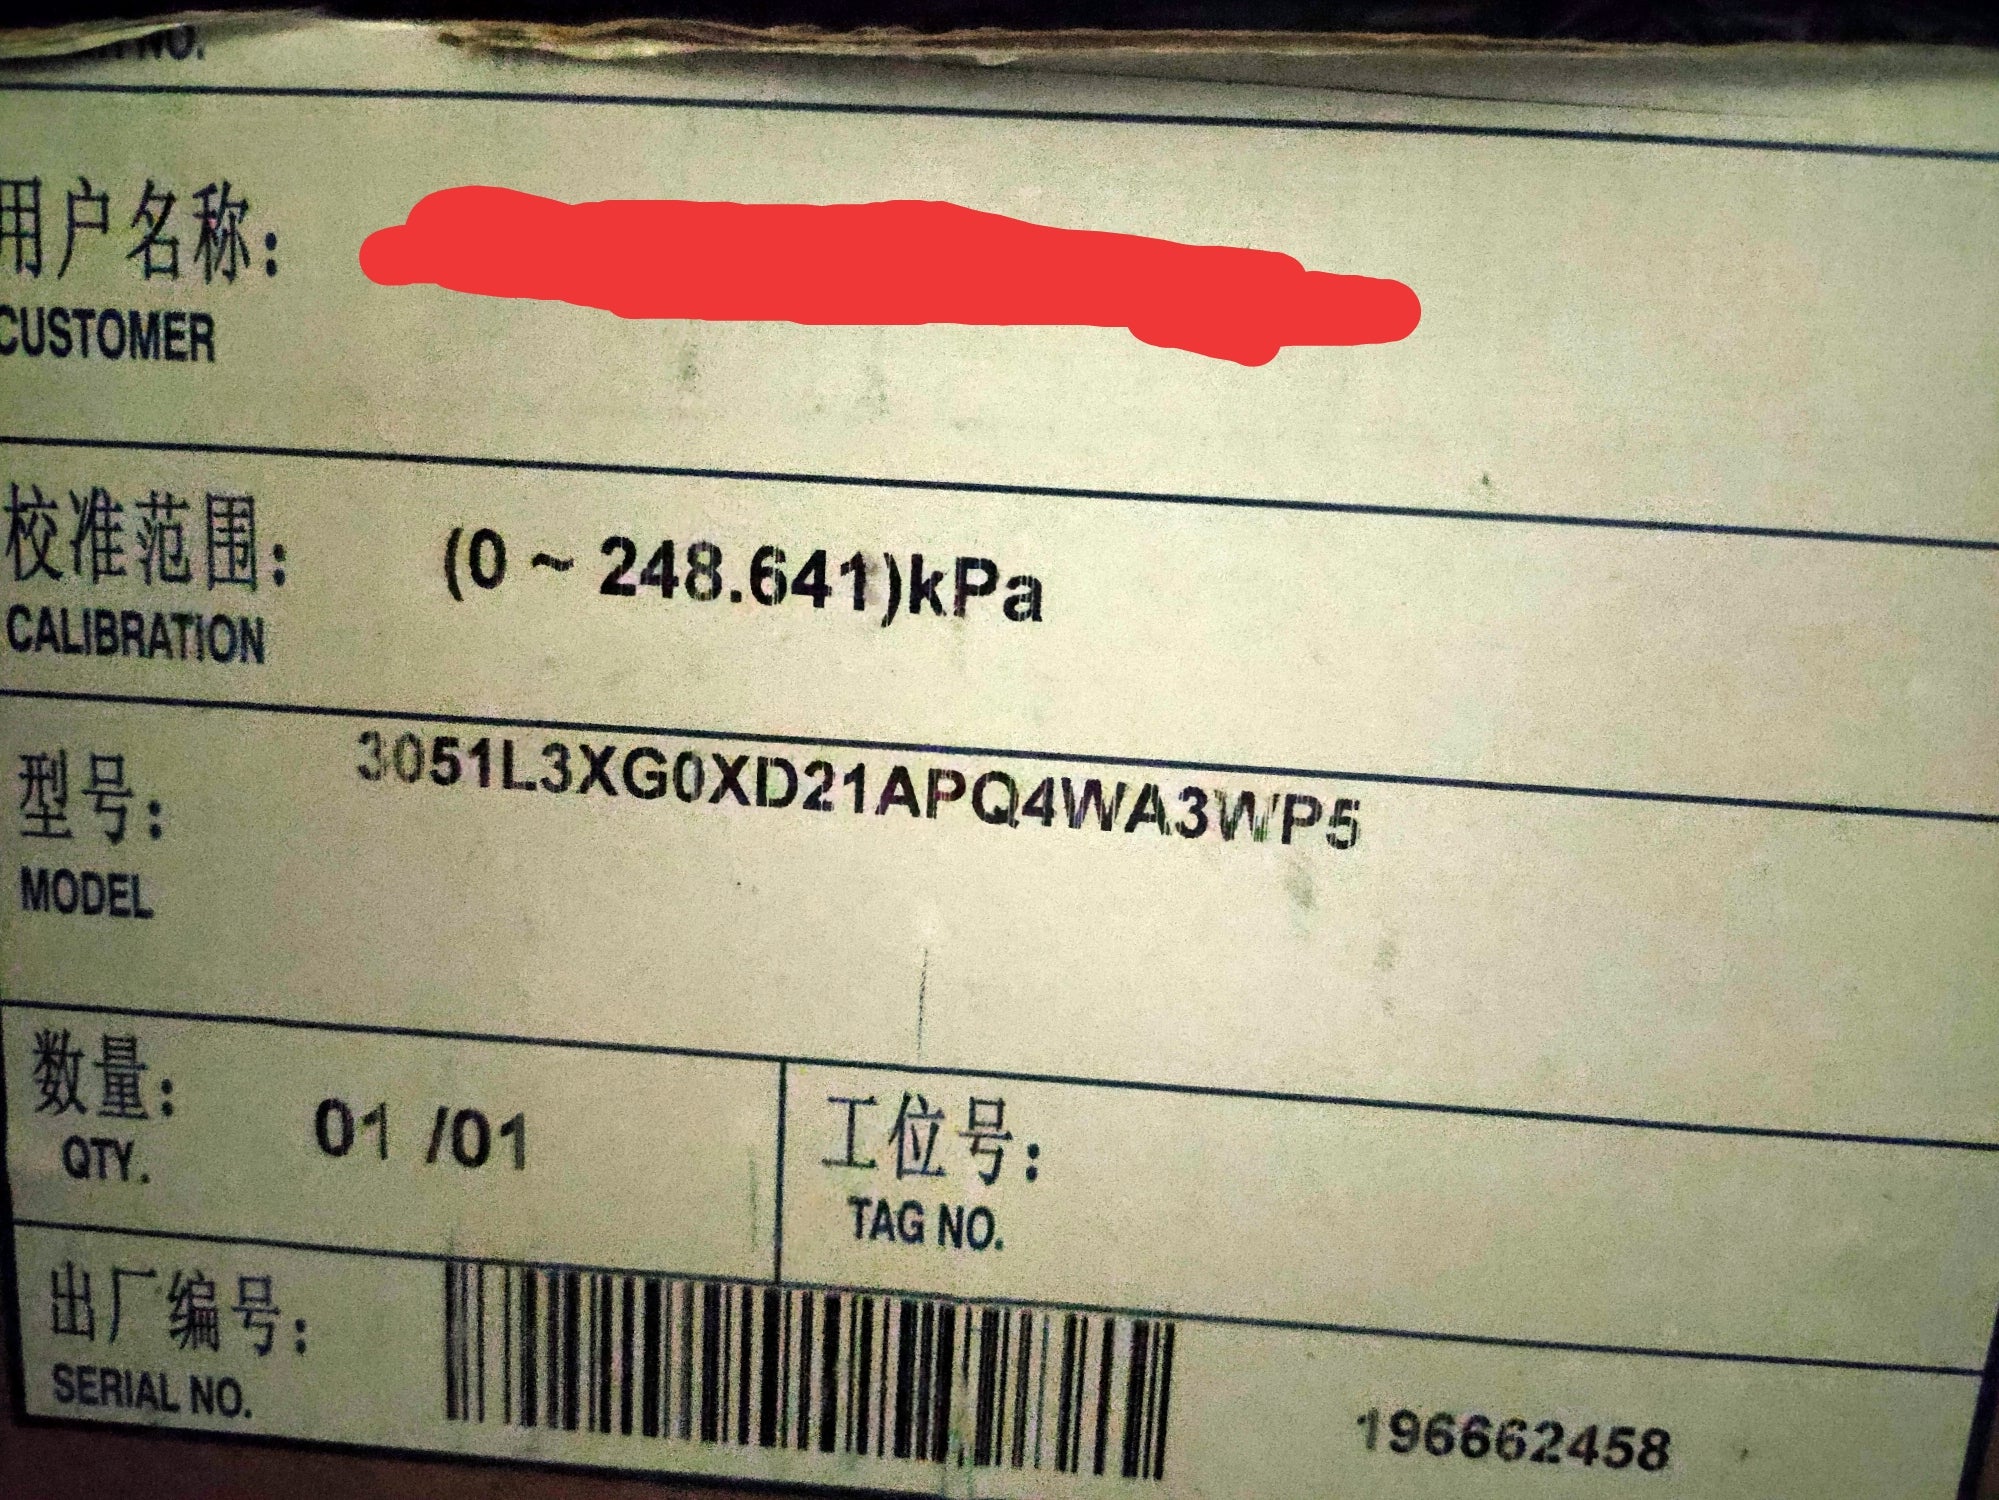 NO.
用户名称:
CUSTOMER
校准范围: (0 ~ 248.641)kPa
CALIBRATION
型号: 3051L3XG0XD21APQ4WA3WP5
MODEL
数量: 01 /01 工位号:
QTY. TAG NO.
出厂编号:
SERIAL NO. 196662458